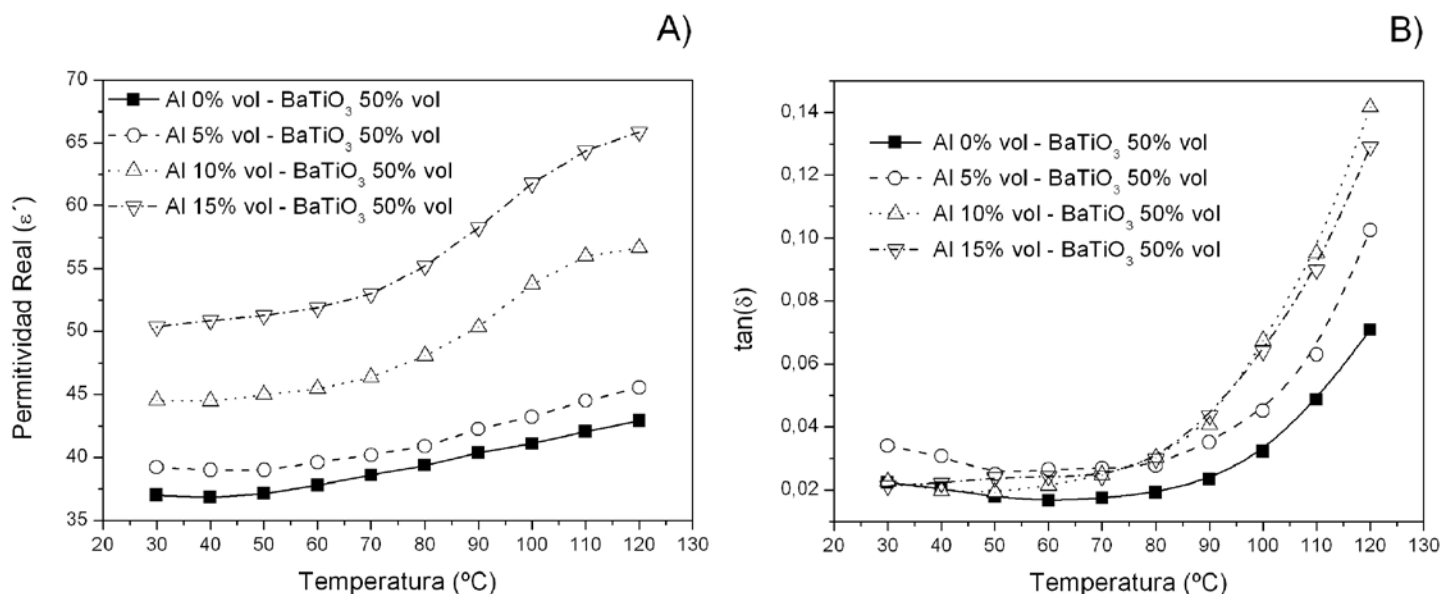 A)
Permitividad Real (ε´)
70
65
60
55
50
45
40
35
Al 0% vol - BaTiO₃ 50% vol
Al 5% vol - BaTiO₃ 50% vol
Al 10% vol - BaTiO₃ 50% vol
Al 15% vol - BaTiO₃ 50% vol
20 30 40 50 60 70 80 90 100 110 120 130
Temperatura (ºC)
B)
tan(δ)
0,14
0,12
0,10
0,08
0,06
0,04
0,02
Al 0% vol - BaTiO₃ 50% vol
Al 5% vol - BaTiO₃ 50% vol
Al 10% vol - BaTiO₃ 50% vol
Al 15% vol - BaTiO₃ 50% vol
20 30 40 50 60 70 80 90 100 110 120 130
Temperatura (ºC)